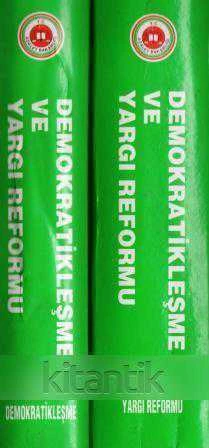 DEMOKRATİKLEŞME
VE
YARGI REFORMU
DEMOKRATİKLEŞME
DEMOKRATİKLEŞME
VE
YARGI REFORMU
YARGI REFORMU
kitantik